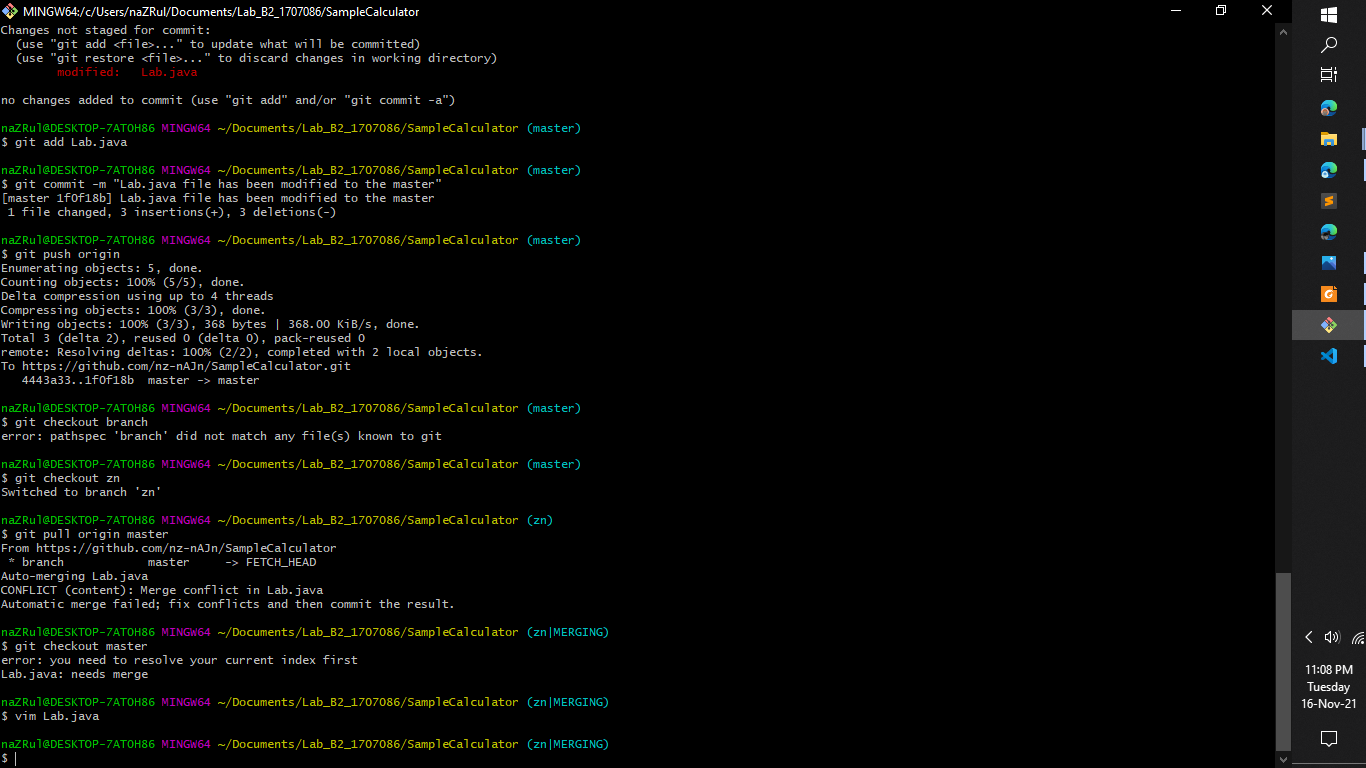 MINGW64:/c/Users/naZRul/Documents/Lab_B2_1707086/SampleCalculator
Changes not staged for commit:
  (use "git add <file>..." to update what will be committed)
  (use "git restore <file>..." to discard changes in working directory)
        modified:   Lab.java

no changes added to commit (use "git add" and/or "git commit -a")

naZRul@DESKTOP-7ATOH86 MINGW64 ~/Documents/Lab_B2_1707086/SampleCalculator (master)
$ git add Lab.java

naZRul@DESKTOP-7ATOH86 MINGW64 ~/Documents/Lab_B2_1707086/SampleCalculator (master)
$ git commit -m "Lab.java file has been modified to the master"
[master 1f0f18b] Lab.java file has been modified to the master
 1 file changed, 3 insertions(+), 3 deletions(-)

naZRul@DESKTOP-7ATOH86 MINGW64 ~/Documents/Lab_B2_1707086/SampleCalculator (master)
$ git push origin
Enumerating objects: 5, done.
Counting objects: 100% (5/5), done.
Delta compression using up to 4 threads
Compressing objects: 100% (3/3), done.
Writing objects: 100% (3/3), 368 bytes | 368.00 KiB/s, done.
Total 3 (delta 2), reused 0 (delta 0), pack-reused 0
remote: Resolving deltas: 100% (2/2), completed with 2 local objects.
To https://github.com/nz-nAJn/SampleCalculator.git
   4443a33..1f0f18b  master -> master

naZRul@DESKTOP-7ATOH86 MINGW64 ~/Documents/Lab_B2_1707086/SampleCalculator (master)
$ git checkout branch
error: pathspec 'branch' did not match any file(s) known to git

naZRul@DESKTOP-7ATOH86 MINGW64 ~/Documents/Lab_B2_1707086/SampleCalculator (master)
$ git checkout zn
Switched to branch 'zn'

naZRul@DESKTOP-7ATOH86 MINGW64 ~/Documents/Lab_B2_1707086/SampleCalculator (zn)
$ git pull origin master
From https://github.com/nz-nAJn/SampleCalculator
 * branch            master     -> FETCH_HEAD
Auto-merging Lab.java
CONFLICT (content): Merge conflict in Lab.java
Automatic merge failed; fix conflicts and then commit the result.

naZRul@DESKTOP-7ATOH86 MINGW64 ~/Documents/Lab_B2_1707086/SampleCalculator (zn|MERGING)
$ git checkout master
error: you need to resolve your current index first
Lab.java: needs merge

naZRul@DESKTOP-7ATOH86 MINGW64 ~/Documents/Lab_B2_1707086/SampleCalculator (zn|MERGING)
$ vim Lab.java

naZRul@DESKTOP-7ATOH86 MINGW64 ~/Documents/Lab_B2_1707086/SampleCalculator (zn|MERGING)
$
11:08 PM
Tuesday
16-Nov-21